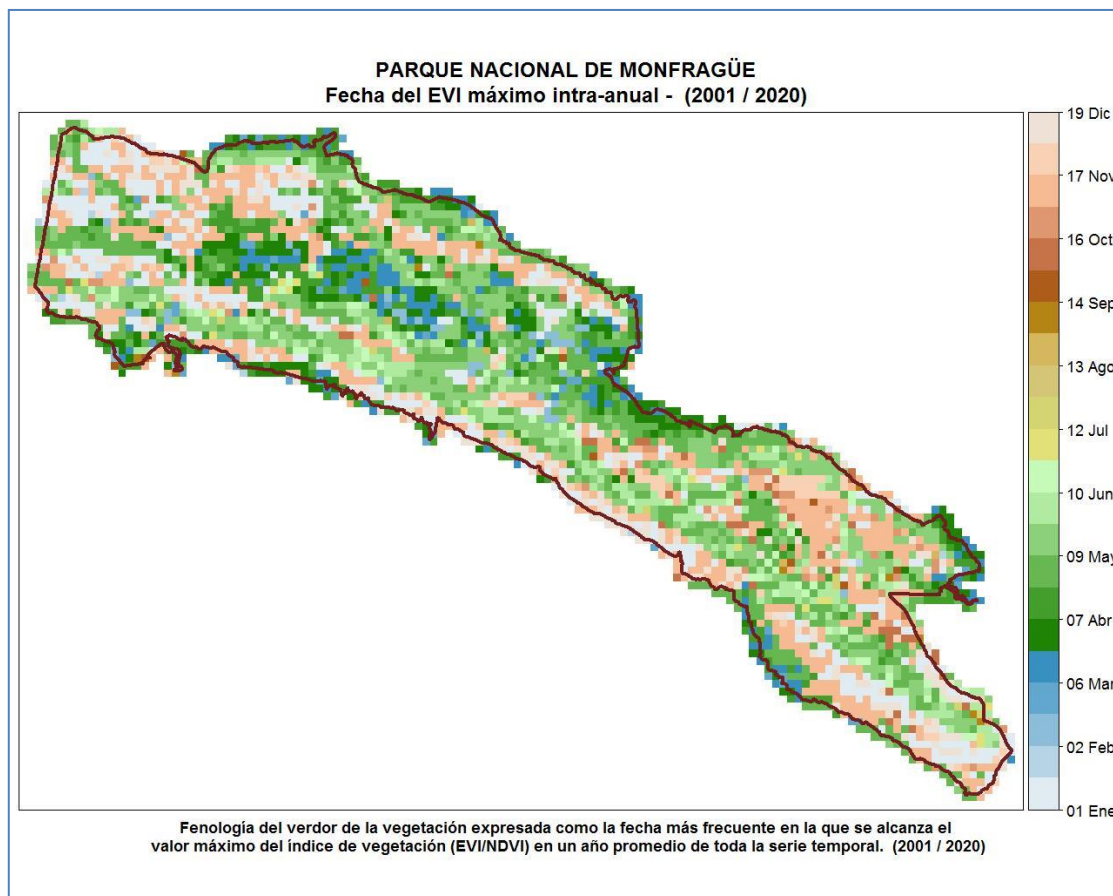 PARQUE NACIONAL DE MONFRAGÜE
Fecha del EVI máximo intra-anual - (2001 / 2020)
19 Dic
17 Nov
16 Oct
14 Sep
13 Ago
12 Jul
10 Jun
09 May
07 Abr
06 Mar
02 Feb
01 Ene
Fenología del verdor de la vegetación expresada como la fecha más frecuente en la que se alcanza el
valor máximo del índice de vegetación (EVI/NDVI) en un año promedio de toda la serie temporal. (2001 / 2020)